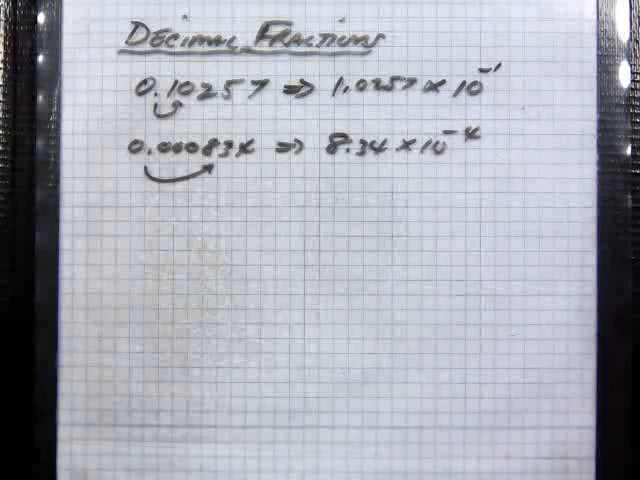 DECIMAL FRACTIONS
0.10257 ⇒ 1.0257 × 10⁻¹
0.000834 ⇒ 8.34 × 10⁻⁴